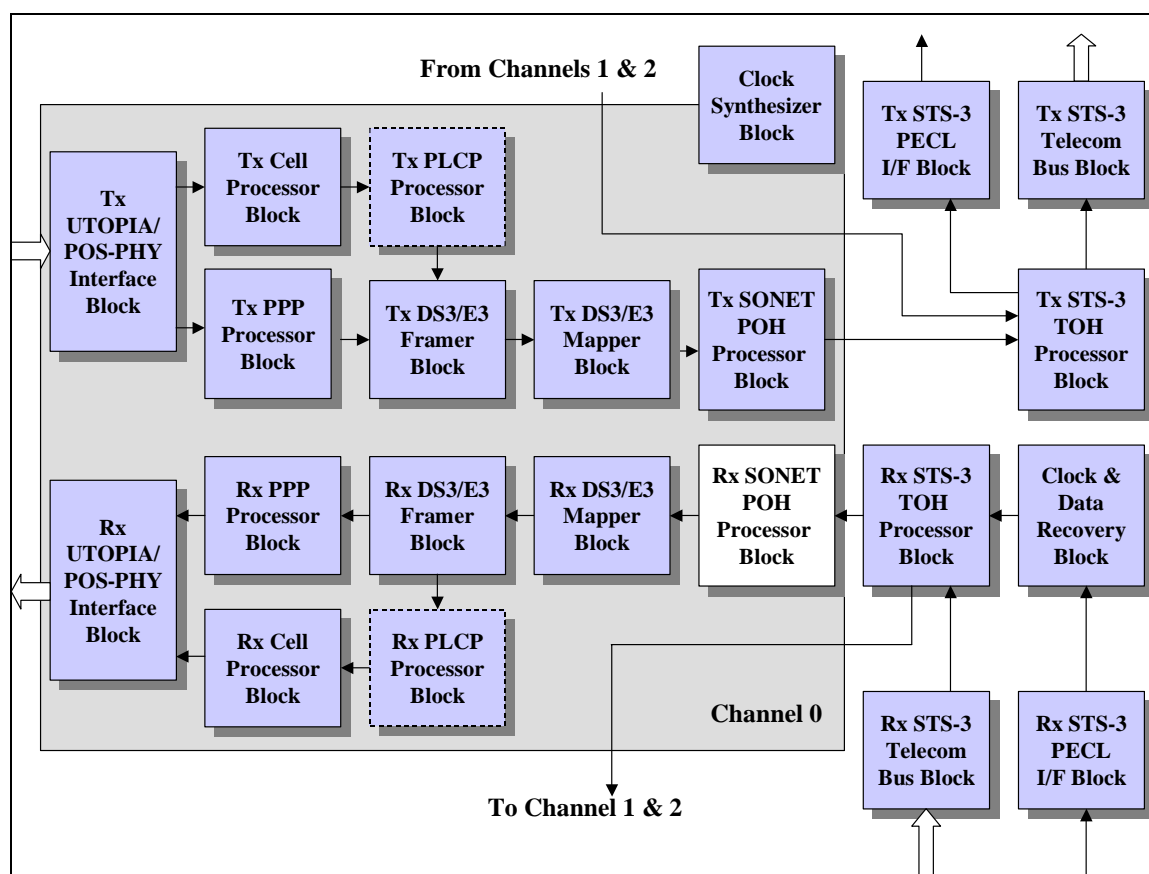 From Channels 1 & 2
Clock
Synthesizer
Block
Tx STS-3
PECL
I/F Block
Tx STS-3
Telecom
Bus Block
Tx
UTOPIA/
POS-PHY
Interface
Block
Tx Cell
Processor
Block
Tx PLCP
Processor
Block
Tx PPP
Processor
Block
Tx DS3/E3
Framer
Block
Tx DS3/E3
Mapper
Block
Tx SONET
POH
Processor
Block
Tx STS-3
TOH
Processor
Block
Rx
UTOPIA/
POS-PHY
Interface
Block
Rx PPP
Processor
Block
Rx DS3/E3
Framer
Block
Rx DS3/E3
Mapper
Block
Rx SONET
POH
Processor
Block
Rx STS-3
TOH
Processor
Block
Clock &
Data
Recovery
Block
Rx Cell
Processor
Block
Rx PLCP
Processor
Block
Channel 0
Rx STS-3
Telecom
Bus Block
Rx STS-3
PECL
I/F Block
To Channel 1 & 2